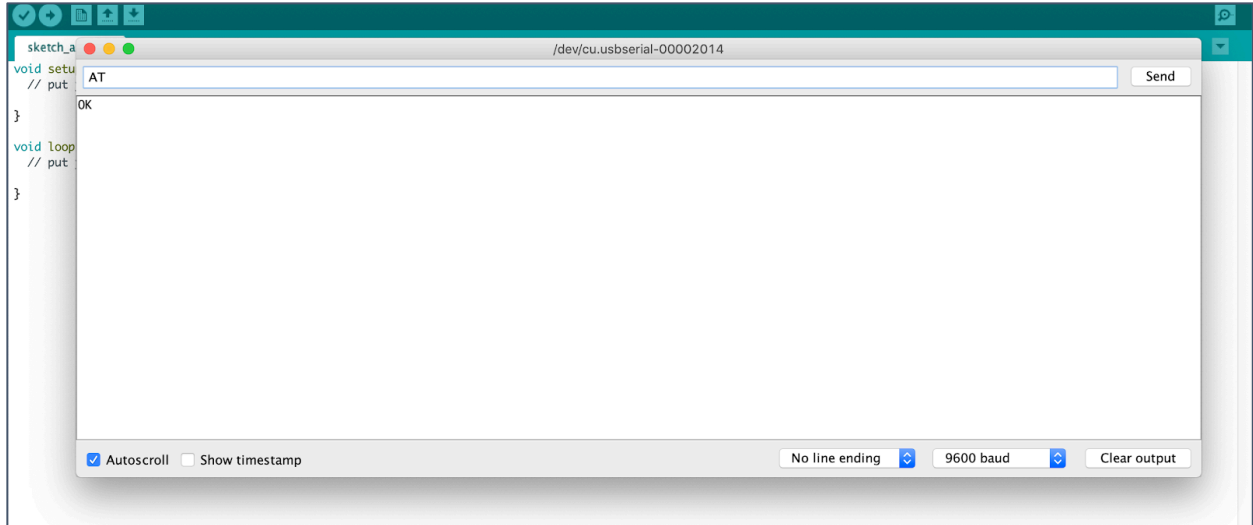 /dev/cu.usbserial-00002014
sketch_a
AT
Send
OK
void setu
// put
}
void loop
// put
}
Autoscroll
Show timestamp
No line ending
9600 baud
Clear output